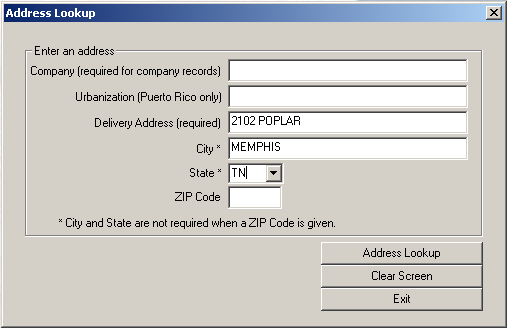 Address Lookup
Enter an address
Company (required for company records)
Urbanization (Puerto Rico only)
Delivery Address (required) 2102 POPLAR
City * MEMPHIS
State * TN
ZIP Code
* City and State are not required when a ZIP Code is given.
Address Lookup
Clear Screen
Exit